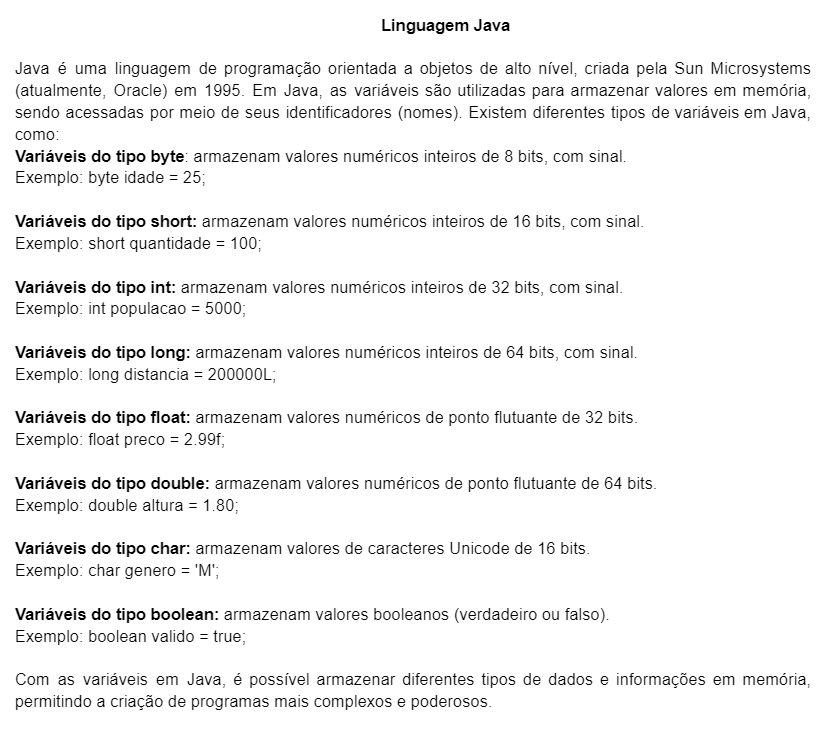 Linguagem Java
Java é uma linguagem de programação orientada a objetos de alto nível, criada pela Sun Microsystems
(atualmente, Oracle) em 1995. Em Java, as variáveis são utilizadas para armazenar valores em memória,
sendo acessadas por meio de seus identificadores (nomes). Existem diferentes tipos de variáveis em Java,
como:
Variáveis do tipo byte: armazenam valores numéricos inteiros de 8 bits, com sinal.
Exemplo: byte idade = 25;
Variáveis do tipo short: armazenam valores numéricos inteiros de 16 bits, com sinal.
Exemplo: short quantidade = 100;
Variáveis do tipo int: armazenam valores numéricos inteiros de 32 bits, com sinal.
Exemplo: int populacao = 5000;
Variáveis do tipo long: armazenam valores numéricos inteiros de 64 bits, com sinal.
Exemplo: long distancia = 200000L;
Variáveis do tipo float: armazenam valores numéricos de ponto flutuante de 32 bits.
Exemplo: float preco = 2.99f;
Variáveis do tipo double: armazenam valores numéricos de ponto flutuante de 64 bits.
Exemplo: double altura = 1.80;
Variáveis do tipo char: armazenam valores de caracteres Unicode de 16 bits.
Exemplo: char genero = 'M';
Variáveis do tipo boolean: armazenam valores booleanos (verdadeiro ou falso).
Exemplo: boolean valido = true;
Com as variáveis em Java, é possível armazenar diferentes tipos de dados e informações em memória,
permitindo a criação de programas mais complexos e poderosos.